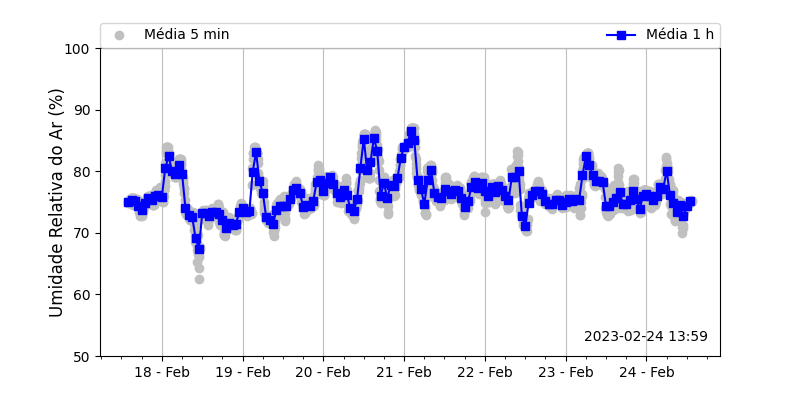 Média 5 min
Média 1 h
Umidade Relativa do Ar (%)
100
90
80
70
60
50
2023-02-24 13:59
18 - Feb
19 - Feb
20 - Feb
21 - Feb
22 - Feb
23 - Feb
24 - Feb